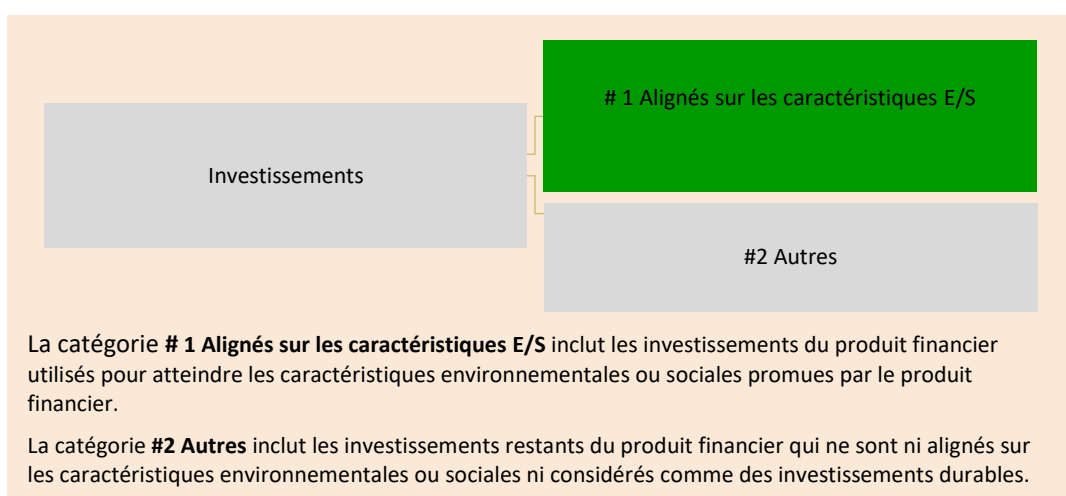 # 1 Alignés sur les caractéristiques E/S
Investissements
#2 Autres
La catégorie # 1 Alignés sur les caractéristiques E/S inclut les investissements du produit financier
utilisés pour atteindre les caractéristiques environnementales ou sociales promues par le produit
financier.
La catégorie #2 Autres inclut les investissements restants du produit financier qui ne sont ni alignés sur
les caractéristiques environnementales ou sociales ni considérés comme des investissements durables.